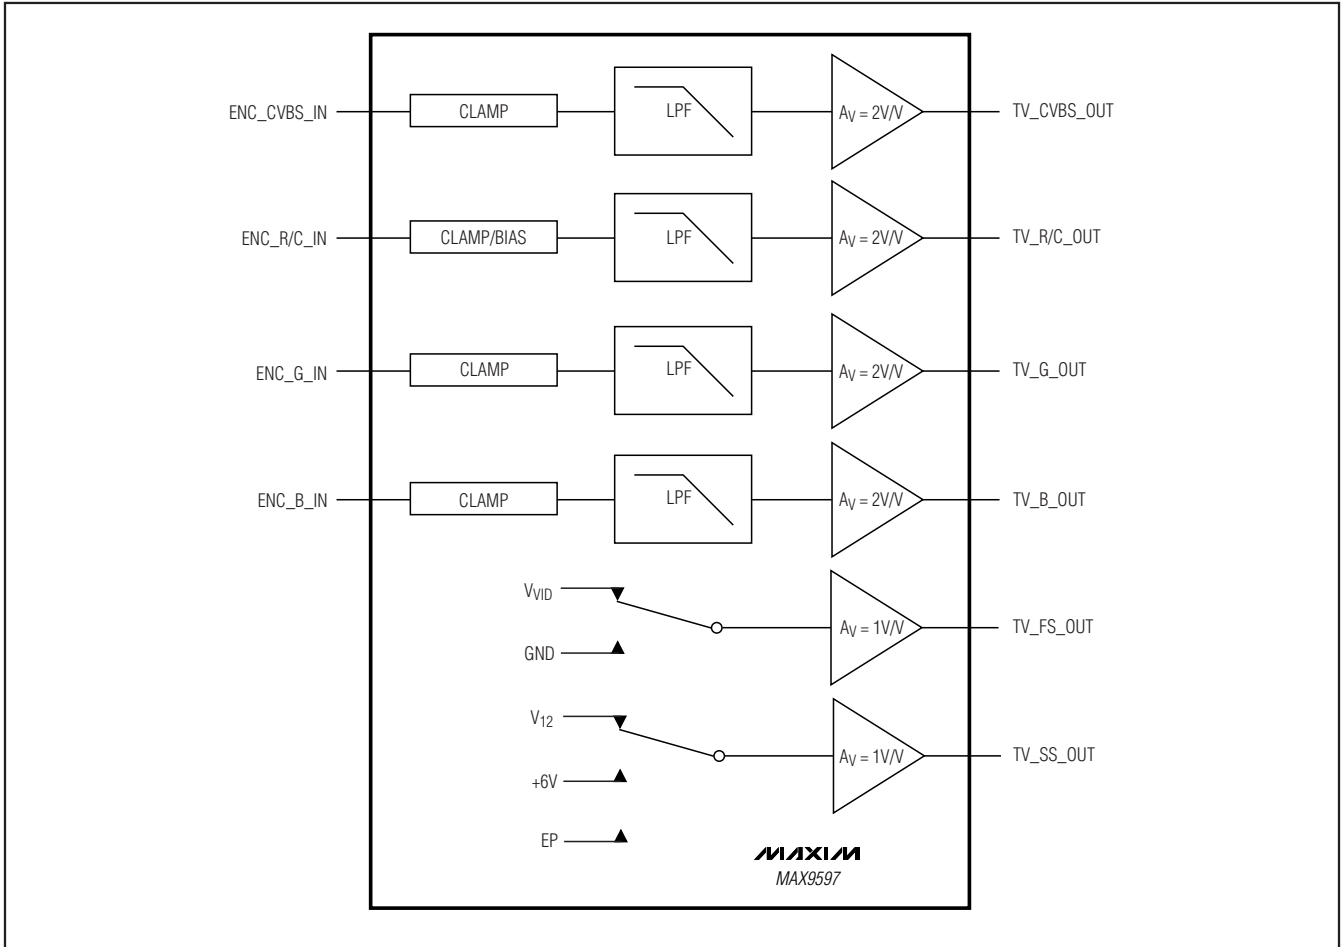 ENC_CVBS_IN CLAMP LPF AV = 2V/V TV_CVBS_OUT
ENC_R/C_IN CLAMP/BIAS LPF AV = 2V/V TV_R/C_OUT
ENC_G_IN CLAMP LPF AV = 2V/V TV_G_OUT
ENC_B_IN CLAMP LPF AV = 2V/V TV_B_OUT
VVID
AV = 1V/V TV_FS_OUT
GND
V12
AV = 1V/V TV_SS_OUT
+6V
EP
MAXIM
MAX9597